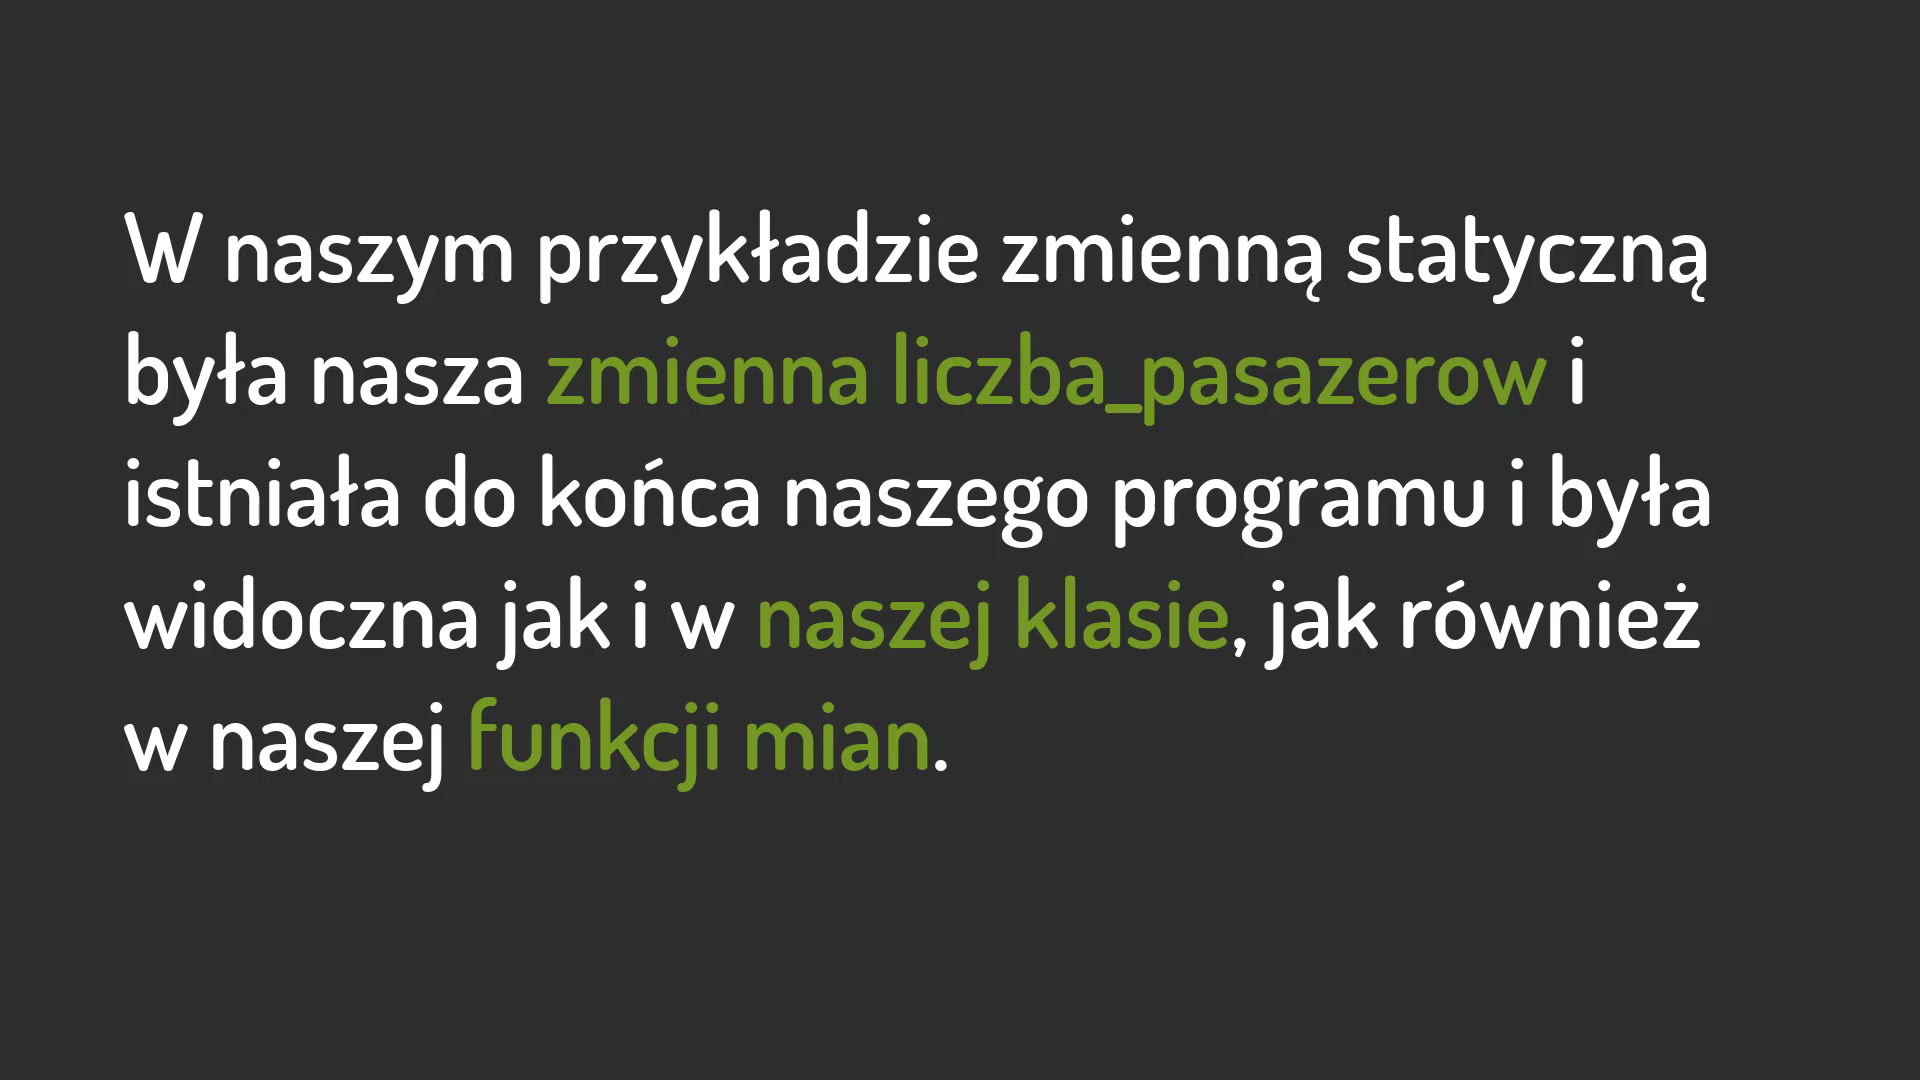 W naszym przykładzie zmienną statyczną
była nasza zmienna liczba_pasazerow i
istniała do końca naszego programu i była
widoczna jak i w naszej klasie, jak również
w naszej funkcji mian.